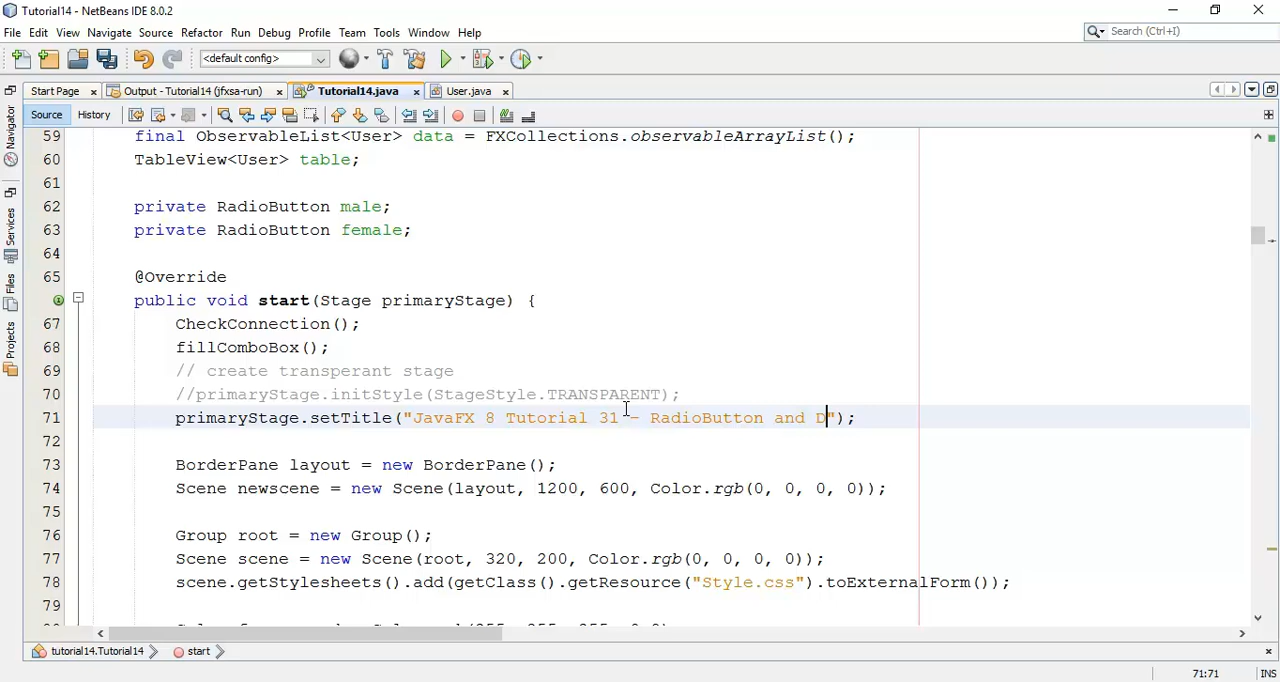 Tutorial14 - NetBeans IDE 8.0.2
File Edit View Navigate Source Refactor Run Debug Profile Team Tools Window Help
Search (Ctrl+I)
<default config>
Start Page Output - Tutorial14 (jfxsa-run) Tutorial14.java User.java
Source History
Navigator
Services
Files
Projects
59 final ObservableList<User> data = FXCollections.observableArrayList();
60 TableView<User> table;
61
62 private RadioButton male;
63 private RadioButton female;
64
65 @Override
public void start(Stage primaryStage) {
67 CheckConnection();
68 fillComboBox();
69 // create transperant stage
70 //primaryStage.initStyle(StageStyle.TRANSPARENT);
71 primaryStage.setTitle("JavaFX 8 Tutorial 31 - RadioButton and D");
72
73 BorderPane layout = new BorderPane();
74 Scene newscene = new Scene(layout, 1200, 600, Color.rgb(0, 0, 0, 0));
75
76 Group root = new Group();
77 Scene scene = new Scene(root, 320, 200, Color.rgb(0, 0, 0, 0));
78 scene.getStylesheets().add(getClass().getResource("Style.css").toExternalForm());
79
tutorial14.Tutorial14 start
71:71 INS